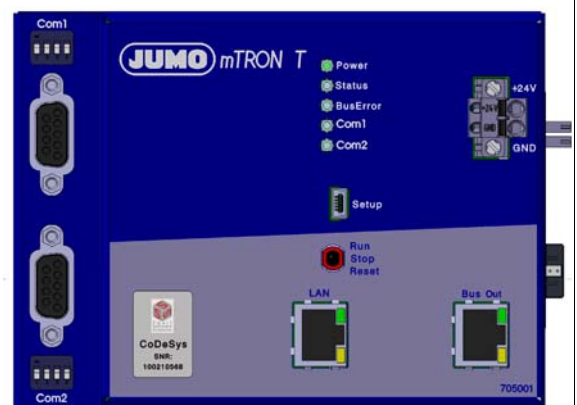 Com1
JUMO mTRON T
Power
Status
BusError
Com1
Com2
+24V
+24V
GND
GND
Setup
Run
Stop
Reset
LAN
Bus Out
CoDeSys
SNR:
100210568
705001
Com2